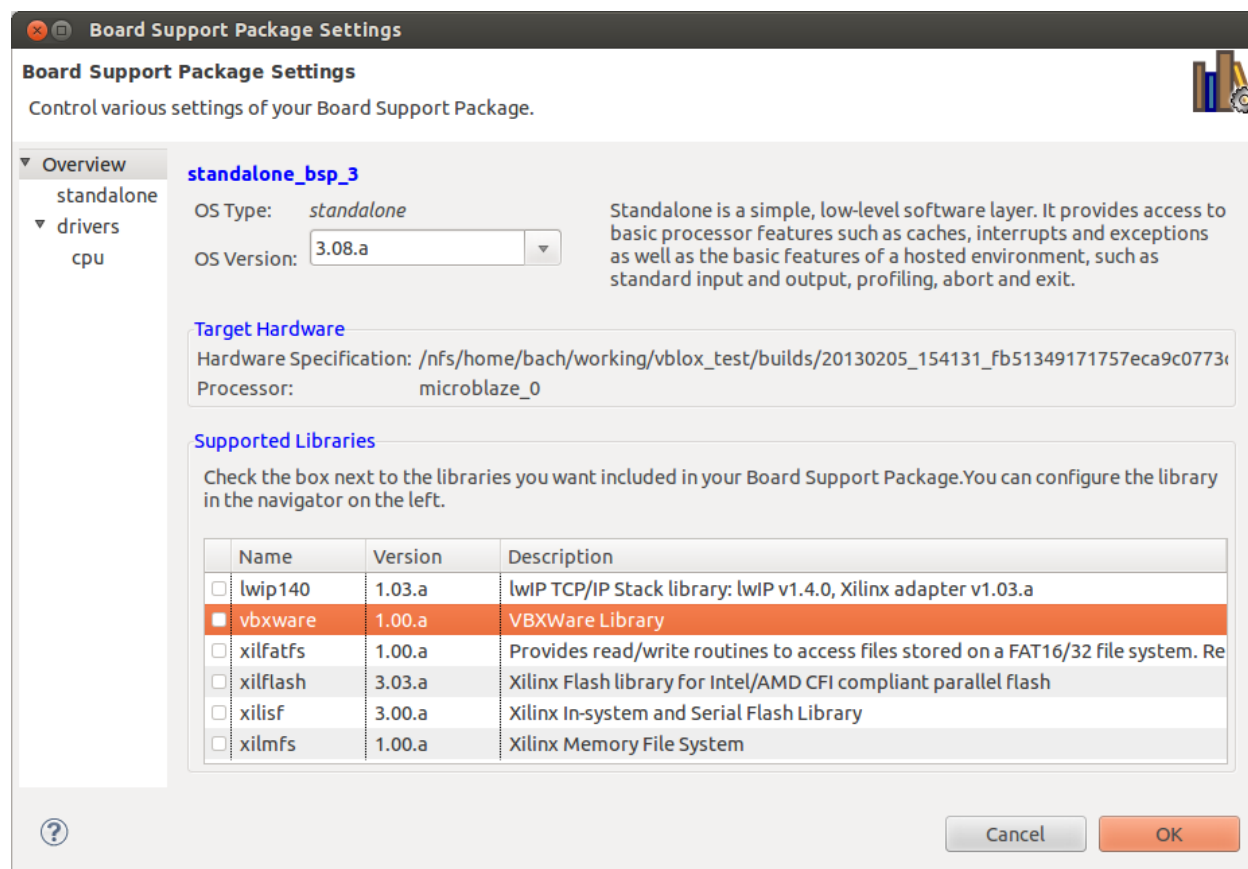 Board Support Package Settings
Board Support Package Settings
Control various settings of your Board Support Package.
Overview
standalone
drivers
cpu
standalone_bsp_3
OS Type: standalone
OS Version: 3.08.a
Standalone is a simple, low-level software layer. It provides access to
basic processor features such as caches, interrupts and exceptions
as well as the basic features of a hosted environment, such as
standard input and output, profiling, abort and exit.
Target Hardware
Hardware Specification: /nfs/home/bach/working/vblox_test/builds/20130205_154131_fb51349171757eca9c0773
Processor: microblaze_0
Supported Libraries
Check the box next to the libraries you want included in your Board Support Package.You can configure the library
in the navigator on the left.
Name Version Description
lwip140 1.03.a lwIP TCP/IP Stack library: lwIP v1.4.0, Xilinx adapter v1.03.a
vbxware 1.00.a VBXWare Library
xilfatfs 1.00.a Provides read/write routines to access files stored on a FAT16/32 file system. Re
xilflash 3.03.a Xilinx Flash library for Intel/AMD CFI compliant parallel flash
xilisf 3.00.a Xilinx In-system and Serial Flash Library
xilmfs 1.00.a Xilinx Memory File System
?
Cancel OK